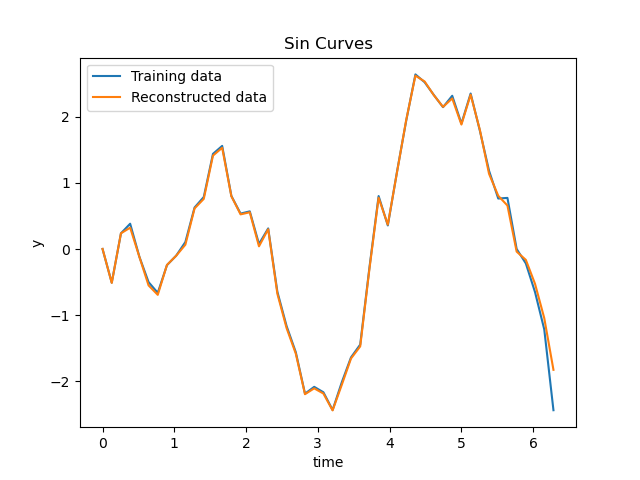 Sin Curves
Training data
Reconstructed data
y
2
1
0
−1
−2
0 1 2 3 4 5 6
time